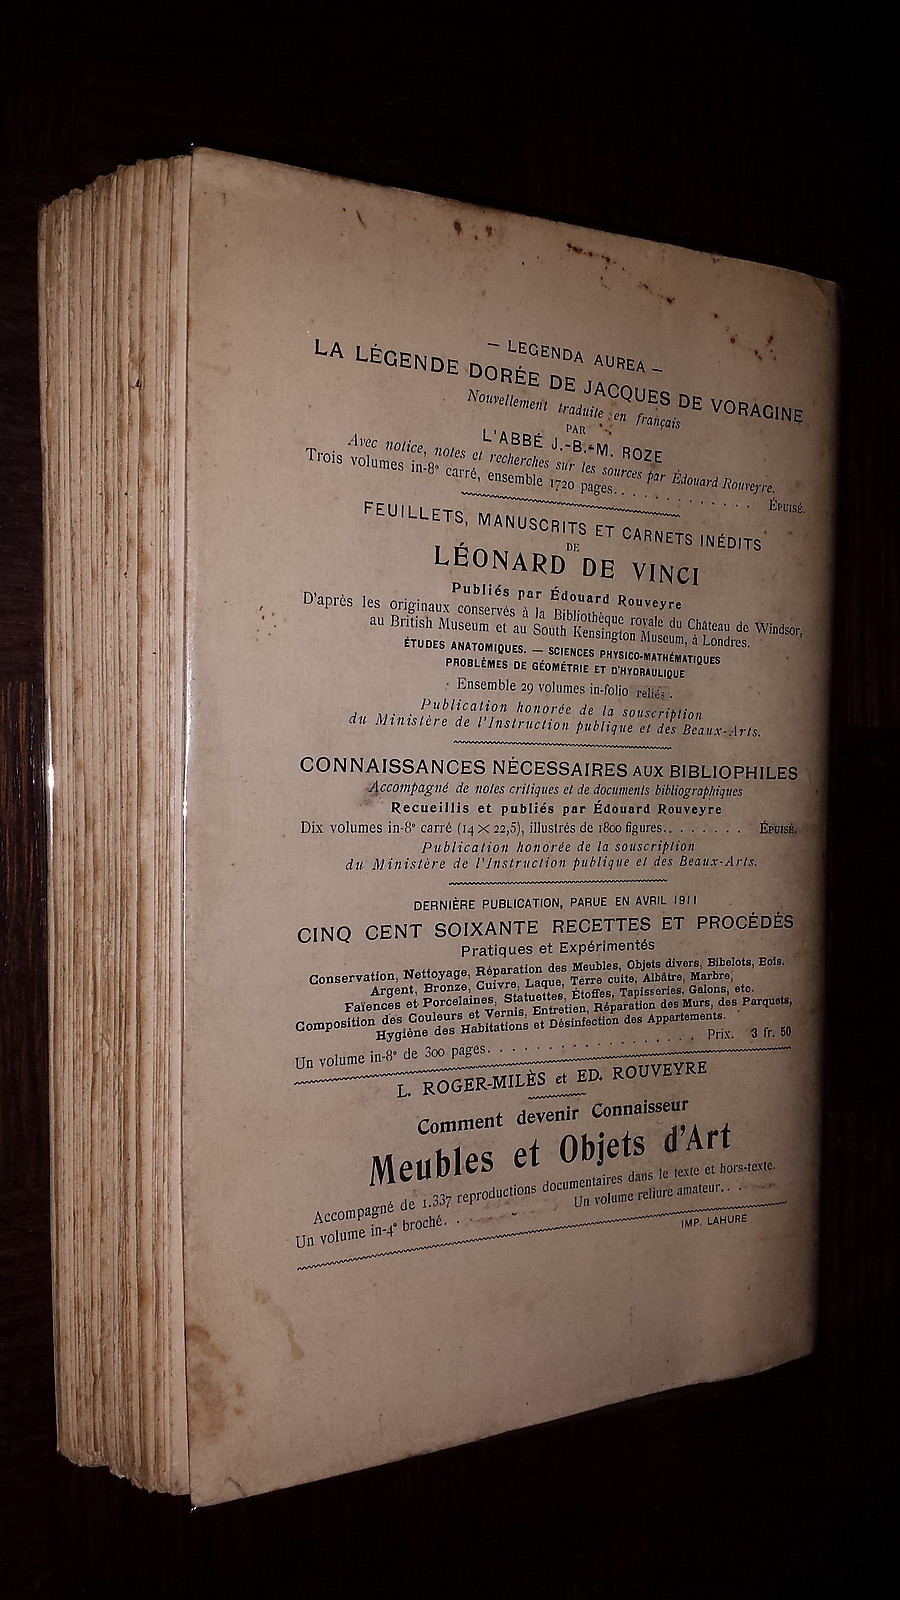 — LEGENDA AUREA —
LA LÉGENDE DORÉE DE JACQUES DE VORAGINE
Nouvellement traduite en français
PAR
L'ABBÉ J.-B.-M. ROZE
Avec notice, notes et recherches sur les sources par Édouard Rouveyre.
Trois volumes in-8° carré, ensemble 1720 pages. . . . . . . . . . . . . ÉPUISÉ.
FEUILLETS, MANUSCRITS ET CARNETS INÉDITS
DE
LÉONARD DE VINCI
Publiés par Édouard Rouveyre
D'après les originaux conservés à la Bibliothèque royale du Château de Windsor,
au British Museum et au South Kensington Museum, à Londres.
ÉTUDES ANATOMIQUES. — SCIENCES PHYSICO-MATHÉMATIQUES
PROBLÈMES DE GÉOMÉTRIE ET D'HYDRAULIQUE
Ensemble 29 volumes in-folio reliés.
Publication honorée de la souscription
du Ministère de l'Instruction publique et des Beaux-Arts.
CONNAISSANCES NÉCESSAIRES AUX BIBLIOPHILES
Accompagné de notes critiques et de documents bibliographiques
Recueillis et publiés par Édouard Rouveyre
Dix volumes in-8° carré (14 × 22,5), illustrés de 1800 figures. . . . . . . . ÉPUISÉ.
Publication honorée de la souscription
du Ministère de l'Instruction publique et des Beaux-Arts.
DERNIÈRE PUBLICATION, PARUE EN AVRIL 1911
CINQ CENT SOIXANTE RECETTES ET PROCÉDÉS
Pratiques et Expérimentés
Conservation, Nettoyage, Réparation des Meubles, Objets divers, Bibelots, Bois.
Argent, Bronze, Cuivre, Laque, Terre cuite, Albâtre, Marbre,
Faïences et Porcelaines, Statuettes, Étoffes, Tapisseries, Galons, etc.
Composition des Couleurs et Vernis, Entretien, Réparation des Murs, des Parquets,
Hygiène des Habitations et Désinfection des Appartements.
Un volume in-8° de 300 pages. . . . . . . . . . . . . . . . . . Prix. 3 fr. 50
L. ROGER-MILÈS et ED. ROUVEYRE
Comment devenir Connaisseur
Meubles et Objets d'Art
Accompagné de 1.337 reproductions documentaires dans le texte et hors-texte.
Un volume in-4° broché. . . Un volume reliure amateur. . .
IMP. LAHURE